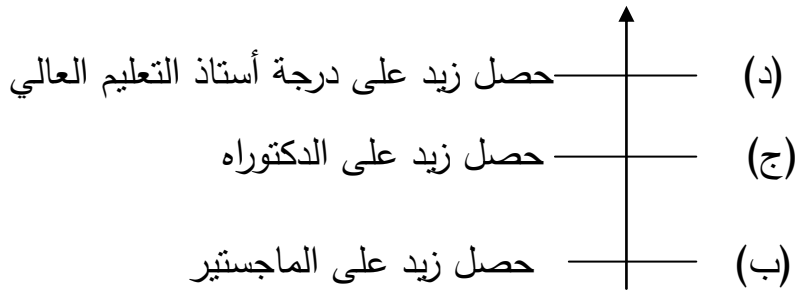 (د) حصل زيد على درجة أستاذ التعليم العالي
(ج) حصل زيد على الدكتوراه
(ب) حصل زيد على الماجستير